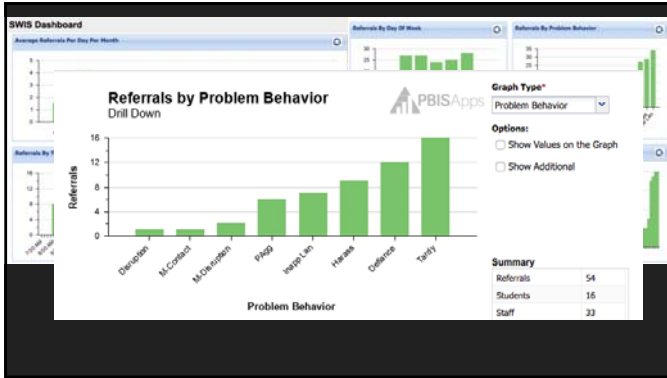 SWIS Dashboard
Average Referrals Per Day Per Month
Referrals By Day Of Week
Referrals By Problem Behavior
Referrals by Problem Behavior
Drill Down
PBISApps
Graph Type*
Problem Behavior
Options:
Show Values on the Graph
Show Additional
Referrals
16
12
8
4
0
Disruption
M-Contact
M-Disruption
PAgg
Inapp Lan
Harass
Defiance
Tardy
Problem Behavior
Summary
Referrals 54
Students 16
Staff 33